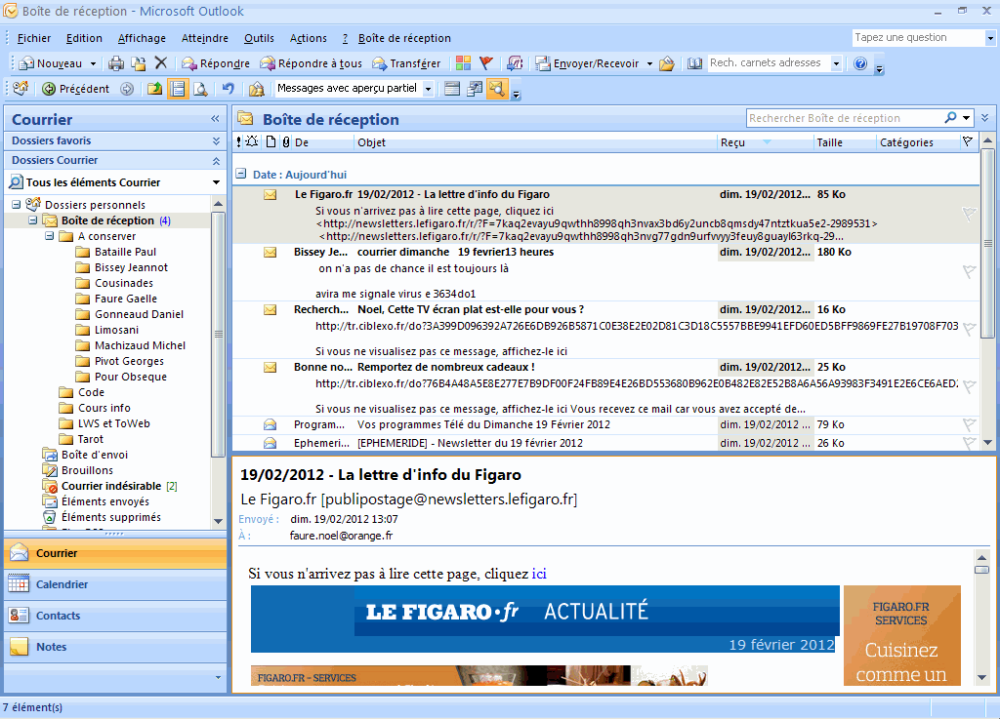 Boîte de réception - Microsoft Outlook
Fichier Edition Affichage Atteindre Outils Actions ? Boîte de réception
Tapez une question
Nouveau Répondre Répondre à tous Transférer Envoyer/Recevoir Rech. carnets adresses
Précédent Messages avec aperçu partiel
Courrier «
Dossiers favoris
Dossiers Courrier
Tous les éléments Courrier
Dossiers personnels
Boîte de réception (4)
A conserver
Bataille Paul
Bissey Jeannot
Cousinades
Faure Gaelle
Gonneaud Daniel
Limosani
Machizaud Michel
Pivot Georges
Pour Obseque
Code
Cours info
LWS et ToWeb
Tarot
Boîte d'envoi
Brouillons
Courrier indésirable [2]
Éléments envoyés
Éléments supprimés
Courrier
Calendrier
Contacts
Notes
Boîte de réception
Rechercher Boîte de réception
! De Objet Reçu Taille Catégories
Date : Aujourd'hui
Le Figaro.fr 19/02/2012 - La lettre d'info du Figaro dim. 19/02/2012... 85 Ko
Si vous n'arrivez pas à lire cette page, cliquez ici
<http://newsletters.lefigaro.fr/r/?F=7kaq2evayu9qwthh8998qh3nvax3bd6y2uncb8qmsdy47ntztkua5e2-2989531>
<http://newsletters.lefigaro.fr/r/?F=7kaq2evayu9qwthh8998qh3nvg77gdn9urfwvyy3feuy8guayl63rkq-29...
Bissey Je... courrier dimanche 19 fevrier13 heures dim. 19/02/2012... 180 Ko
on n'a pas de chance il est toujours là
avira me signale virus e 3634do1
Recherch... Noel, Cette TV écran plat est-elle pour vous ? dim. 19/02/2012... 16 Ko
http://tr.ciblexo.fr/do?3A399D096392A726E6DB926B5871C0E38E2E02D81C3D18C5557BBE9941EFD60ED5BFF9869FE27B19708F703
Si vous ne visualisez pas ce message, affichez-le ici
Bonne no... Remportez de nombreux cadeaux ! dim. 19/02/2012... 25 Ko
http://tr.ciblexo.fr/do?76B4A48A5E8E277E7B9DF00F24FB89E4E26BD553680B962E0B482E82E52B8A6A56A93983F3491E2E6CE6AED
Si vous ne visualisez pas ce message, affichez-le ici Vous recevez ce mail car vous avez accepté de...
Program... Vos programmes Télé du Dimanche 19 Février 2012 dim. 19/02/2012 ... 79 Ko
Ephemeri... [EPHEMERIDE] - Newsletter du 19 février 2012 dim. 19/02/2012 ... 26 Ko
19/02/2012 - La lettre d'info du Figaro
Le Figaro.fr [publipostage@newsletters.lefigaro.fr]
Envoyé : dim. 19/02/2012 13:07
À : faure.noel@orange.fr
Si vous n'arrivez pas à lire cette page, cliquez ici
LE FIGARO·fr ACTUALITÉ
19 février 2012
FIGARO.FR - SERVICES
FIGARO.FR
SERVICES
Cuisinez
comme un
7 élément(s)